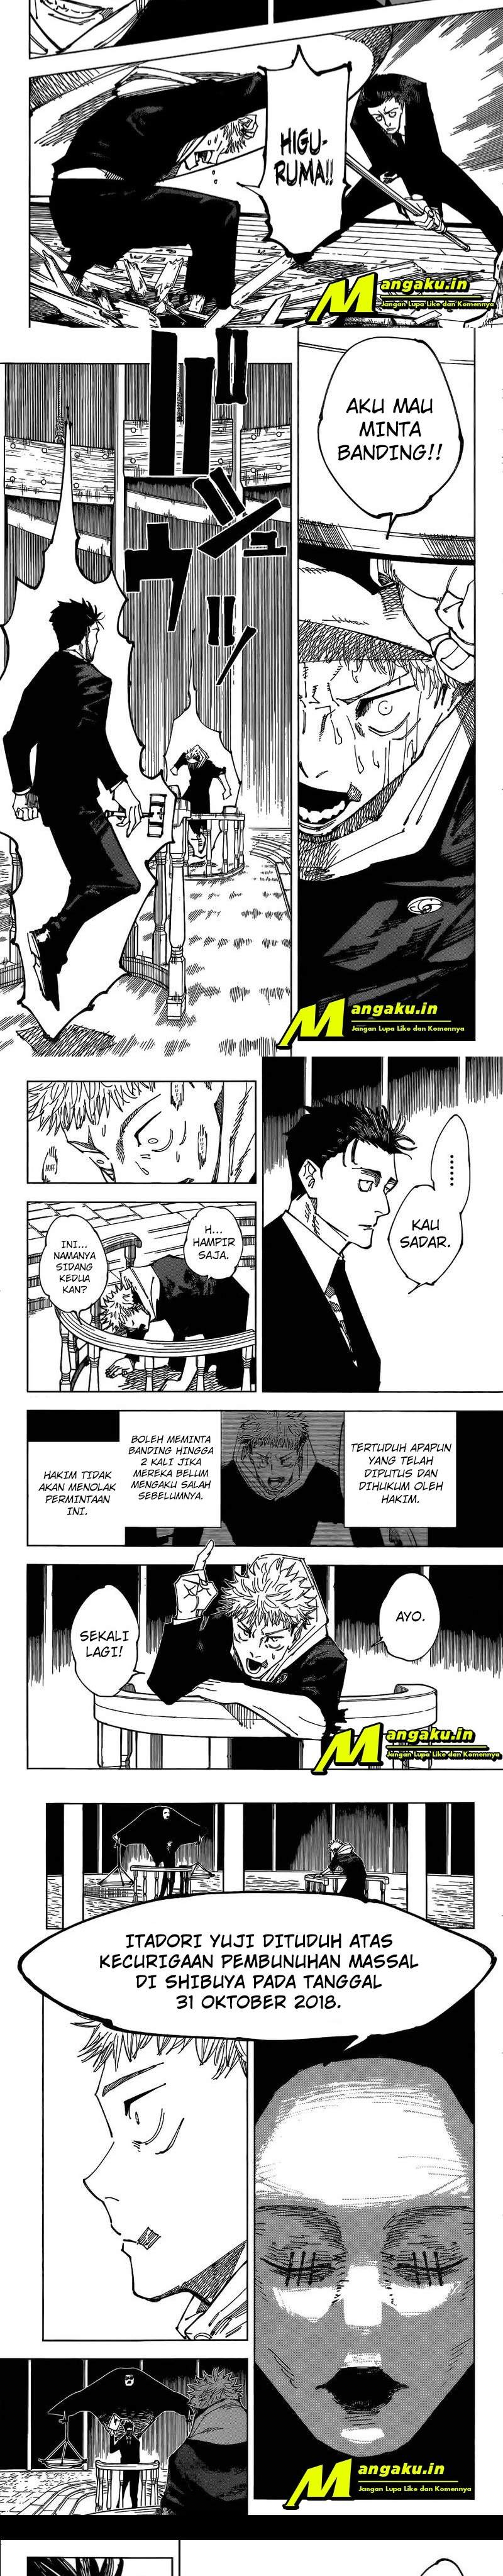 HIGU-
RUMA!!
Mangaku.in
Jangan Lupa Like dan Komennya
AKU MAU
MINTA
BANDING!!
Mangaku.in
Jangan Lupa Like dan Komennya
......
KAU
SADAR.
H...
HAMPIR
SAJA.
INI...
NAMANYA
SIDANG
KEDUA
KAN?
TERTUDUH APAPUN
YANG TELAH
DIPUTUS DAN
DIHUKUM OLEH
HAKIM.
BOLEH MEMINTA
BANDING HINGGA
2 KALI JIKA
MEREKA BELUM
MENGAKU SALAH
SEBELUMNYA.
HAKIM TIDAK
AKAN MENOLAK
PERMINTAAN
INI.
AYO.
SEKALI
LAGI!
Mangaku.in
Jangan Lupa Like dan Komennya
ITADORI YUJI DITUDUH ATAS
KECURIGAAN PEMBUNUHAN MASSAL
DI SHIBUYA PADA TANGGAL
31 OKTOBER 2018.
Mangaku.in
Jangan Lupa Like dan Komennya